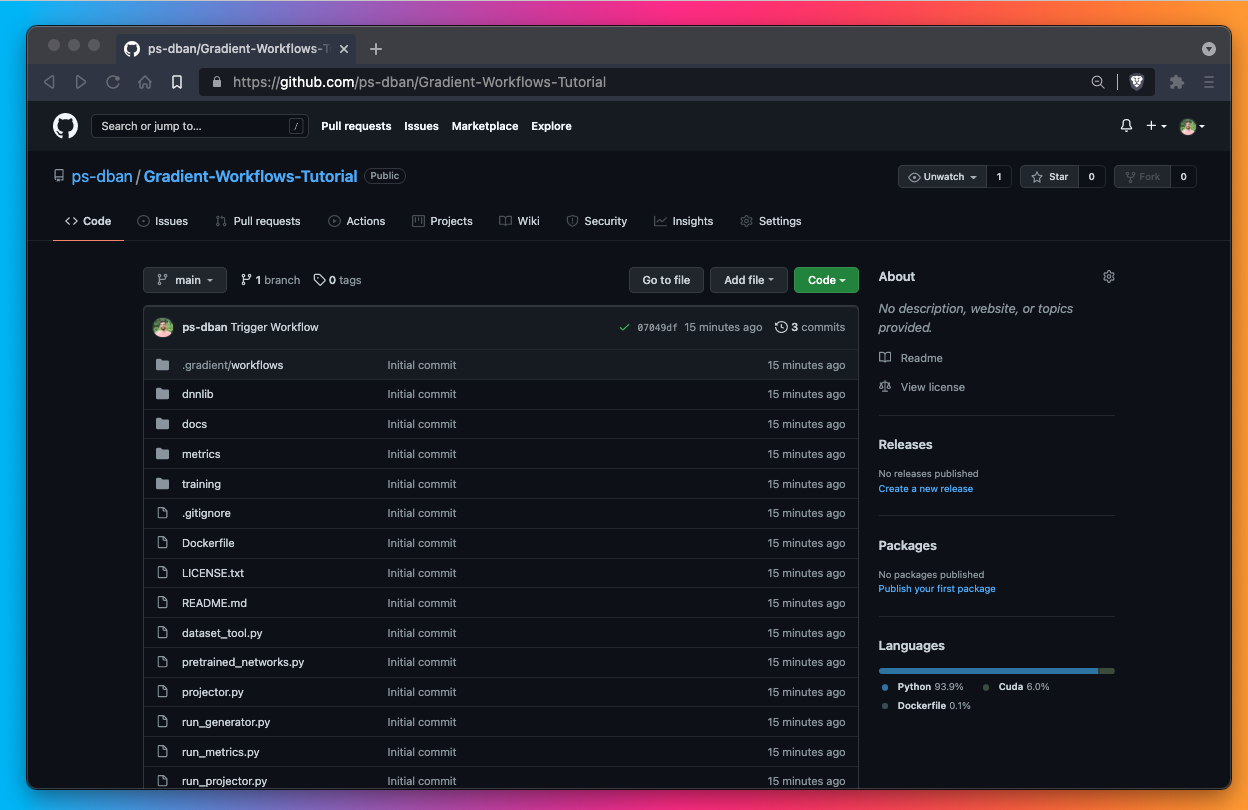 ps-dban/Gradient-Workflows-T
https://github.com/ps-dban/Gradient-Workflows-Tutorial
Search or jump to... / Pull requests Issues Marketplace Explore
ps-dban / Gradient-Workflows-Tutorial Public Unwatch 1 Star 0 Fork 0
Code Issues Pull requests Actions Projects Wiki Security Insights Settings
main 1 branch 0 tags Go to file Add file Code
ps-dban Trigger Workflow 07049df 15 minutes ago 3 commits
.gradient/workflows Initial commit 15 minutes ago
dnnlib Initial commit 15 minutes ago
docs Initial commit 15 minutes ago
metrics Initial commit 15 minutes ago
training Initial commit 15 minutes ago
.gitignore Initial commit 15 minutes ago
Dockerfile Initial commit 15 minutes ago
LICENSE.txt Initial commit 15 minutes ago
README.md Initial commit 15 minutes ago
dataset_tool.py Initial commit 15 minutes ago
pretrained_networks.py Initial commit 15 minutes ago
projector.py Initial commit 15 minutes ago
run_generator.py Initial commit 15 minutes ago
run_metrics.py Initial commit 15 minutes ago
run_projector.py Initial commit 15 minutes ago
About
No description, website, or topics
provided.
Readme
View license
Releases
No releases published
Create a new release
Packages
No packages published
Publish your first package
Languages
Python 93.9% Cuda 6.0%
Dockerfile 0.1%